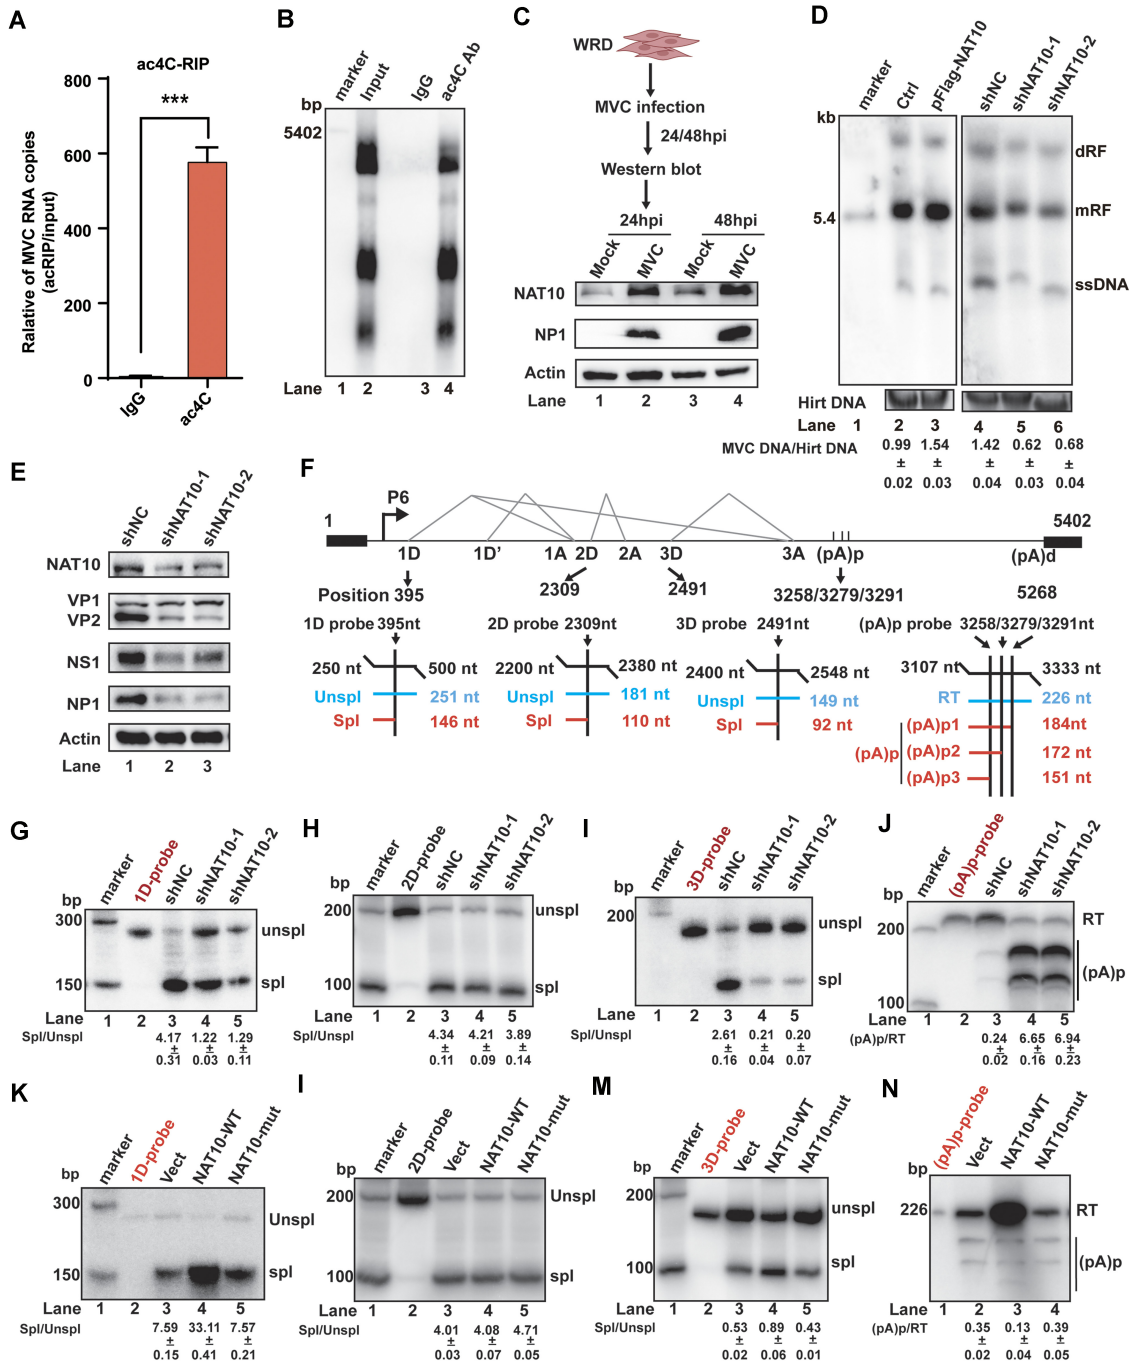 A
ac4C-RIP
800
600
400
200
0
***
Ralative of MVC RNA copies
(acRIP/input)
IgG
ac4C
B
marker
Input
IgG
ac4C Ab
bp
5402
Lane 1 2 3 4
C
WRD
MVC infection
24/48hpi
Western blot
24hpi 48hpi
Mock MVC Mock MVC
NAT10
NP1
Actin
Lane 1 2 3 4
D
marker
Ctrl
pFlag-NAT10
shNC
shNAT10-1
shNAT10-2
kb
5.4
dRF
mRF
ssDNA
Hirt DNA
Lane 1 2 3 4 5 6
MVC DNA/Hirt DNA 0.99 1.54 1.42 0.62 0.68
± ± ± ± ±
0.02 0.03 0.04 0.03 0.04
E
shNC
shNAT10-1
shNAT10-2
NAT10
VP1
VP2
NS1
NP1
Actin
Lane 1 2 3
F
1
P6
5402
1D 1D' 1A 2D 2A 3D 3A (pA)p (pA)d
Position 395 2309 2491 3258/3279/3291 5268
1D probe 395nt
250 nt 500 nt
Unspl 251 nt
Spl 146 nt
2D probe 2309nt
2200 nt 2380 nt
Unspl 181 nt
Spl 110 nt
3D probe 2491nt
2400 nt 2548 nt
Unspl 149 nt
Spl 92 nt
(pA)p probe 3258/3279/3291nt
3107 nt 3333 nt
RT 226 nt
(pA)p
(pA)p1 184nt
(pA)p2 172 nt
(pA)p3 151 nt
G
marker
1D-probe
shNC
shNAT10-1
shNAT10-2
bp
300
150
unspl
spl
Lane 1 2 3 4 5
Spl/Unspl 4.17 1.22 1.29
± ± ±
0.31 0.03 0.11
H
marker
2D-probe
shNC
shNAT10-1
shNAT10-2
bp
200
100
unspl
spl
Lane 1 2 3 4 5
Spl/Unspl 4.34 4.21 3.89
± ± ±
0.11 0.09 0.14
I
marker
3D-probe
shNC
shNAT10-1
shNAT10-2
bp
200
100
unspl
spl
Lane 1 2 3 4 5
Spl/Unspl 2.61 0.21 0.20
± ± ±
0.16 0.04 0.07
J
marker
(pA)p-probe
shNC
shNAT10-1
shNAT10-2
bp
200
100
RT
(pA)p
Lane 1 2 3 4 5
(pA)p/RT 0.24 6.65 6.94
± ± ±
0.02 0.16 0.23
K
marker
1D-probe
Vect
NAT10-WT
NAT10-mut
bp
300
150
Unspl
spl
Lane 1 2 3 4 5
Spl/Unspl 7.59 33.11 7.57
± ± ±
0.15 0.41 0.21
I
marker
2D-probe
Vect
NAT10-WT
NAT10-mut
bp
200
100
Unspl
spl
Lane 1 2 3 4 5
Spl/Unspl 4.01 4.08 4.71
± ± ±
0.03 0.07 0.05
M
marker
3D-probe
Vect
NAT10-WT
NAT10-mut
bp
200
100
unspl
spl
Lane 1 2 3 4 5
Spl/Unspl 0.53 0.89 0.43
± ± ±
0.02 0.06 0.01
N
(pA)p-probe
Vect
NAT10-WT
NAT10-mut
bp
226
RT
(pA)p
Lane 1 2 3 4
(pA)p/RT 0.35 0.13 0.39
± ± ±
0.02 0.04 0.05